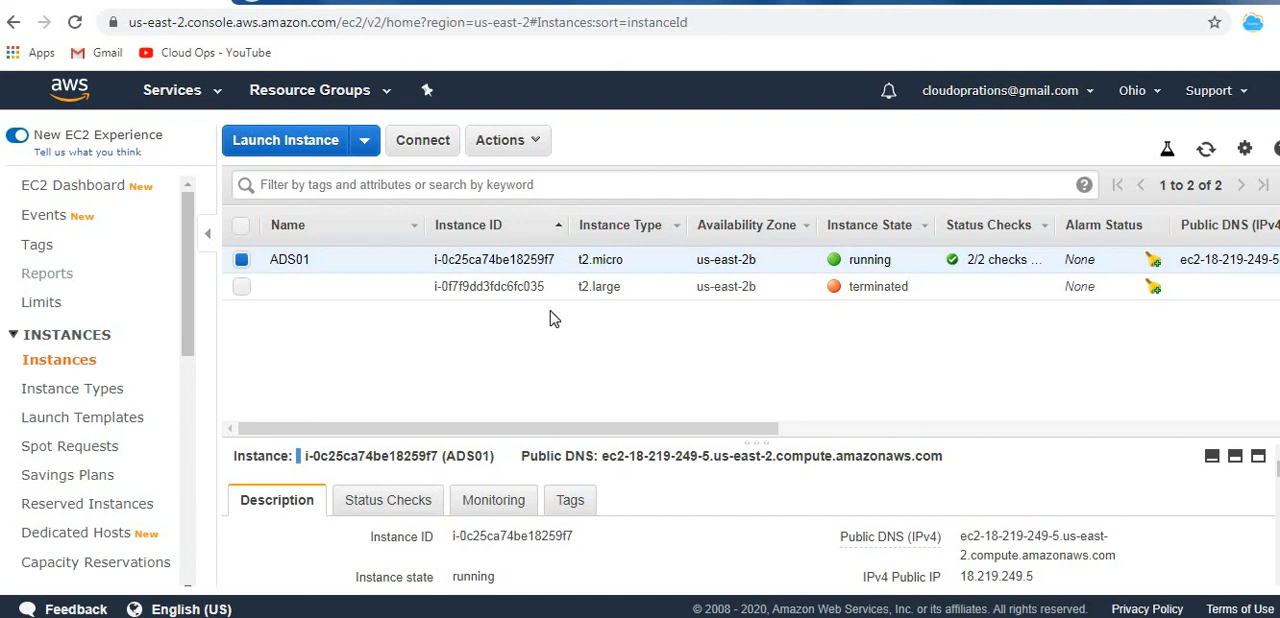 us-east-2.console.aws.amazon.com/ec2/v2/home?region=us-east-2#Instances:sort=instanceId
Apps Gmail Cloud Ops - YouTube
aws Services Resource Groups cloudoprations@gmail.com Ohio Support
New EC2 Experience
Tell us what you think
Launch Instance Connect Actions
EC2 Dashboard New
Events New
Tags
Reports
Limits
INSTANCES
Instances
Instance Types
Launch Templates
Spot Requests
Savings Plans
Reserved Instances
Dedicated Hosts New
Capacity Reservations
Filter by tags and attributes or search by keyword 1 to 2 of 2
Name Instance ID Instance Type Availability Zone Instance State Status Checks Alarm Status Public DNS (IPv4
ADS01 i-0c25ca74be18259f7 t2.micro us-east-2b running 2/2 checks ... None ec2-18-219-249-5
i-0f7f9dd3fdc6fc035 t2.large us-east-2b terminated None
Instance: i-0c25ca74be18259f7 (ADS01) Public DNS: ec2-18-219-249-5.us-east-2.compute.amazonaws.com
Description Status Checks Monitoring Tags
Instance ID i-0c25ca74be18259f7 Public DNS (IPv4) ec2-18-219-249-5.us-east-
2.compute.amazonaws.com
Instance state running IPv4 Public IP 18.219.249.5
Feedback English (US) © 2008 - 2020, Amazon Web Services, Inc. or its affiliates. All rights reserved. Privacy Policy Terms of Use